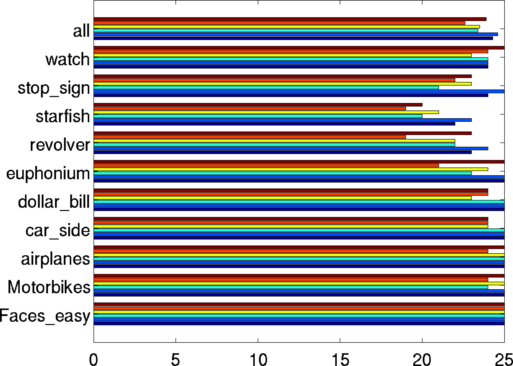 all
watch
stop_sign
starfish
revolver
euphonium
dollar_bill
car_side
airplanes
Motorbikes
Faces_easy
0 5 10 15 20 25